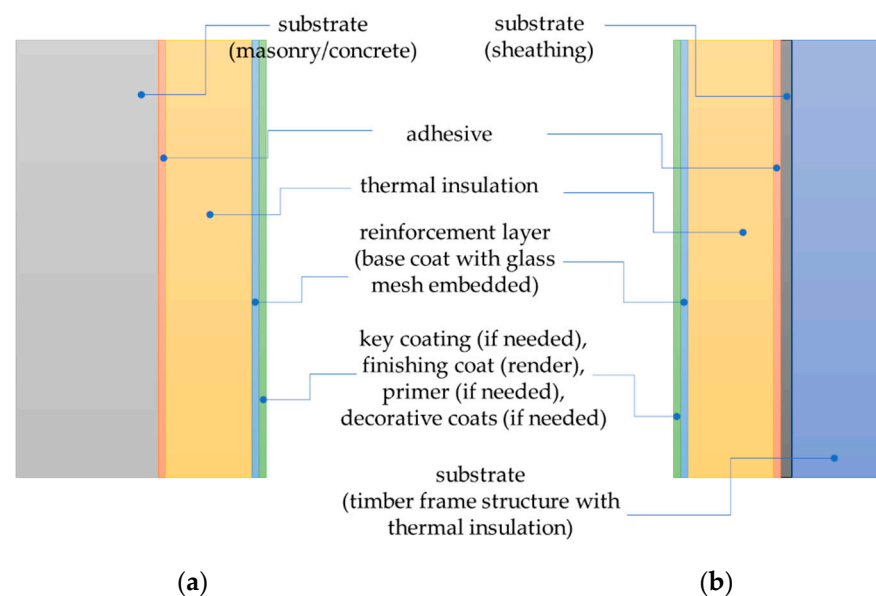 substrate
(masonry/concrete)
substrate
(sheathing)
adhesive
thermal insulation
reinforcement layer
(base coat with glass
mesh embedded)
key coating (if needed),
finishing coat (render),
primer (if needed),
decorative coats (if needed)
substrate
(timber frame structure with
thermal insulation)
(a)
(b)